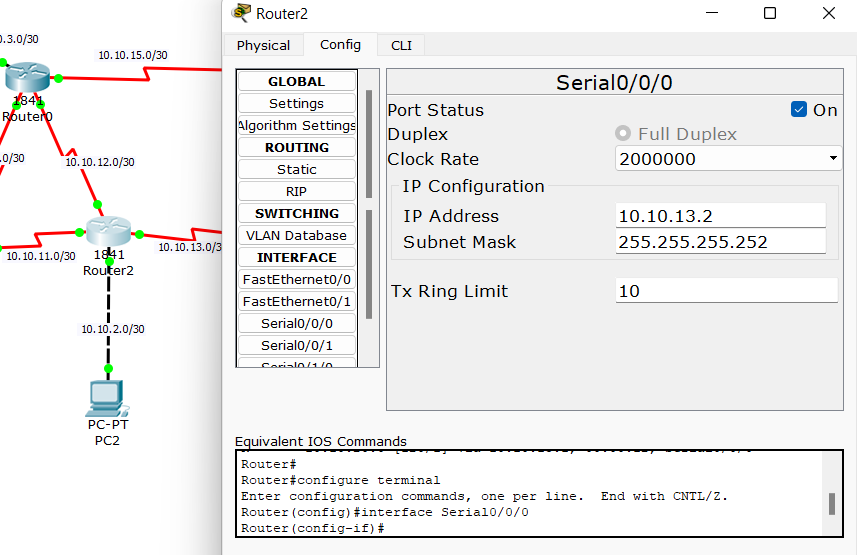 0.3.0/30
10.10.15.0/30
1841
Router0
.0/30
10.10.12.0/30
10.10.11.0/30
1841
Router2
10.10.13.0/3
10.10.2.0/30
PC-PT
PC2
Router2
Physical
Config
CLI
GLOBAL
Settings
Algorithm Settings
ROUTING
Static
RIP
SWITCHING
VLAN Database
INTERFACE
FastEthernet0/0
FastEthernet0/1
Serial0/0/0
Serial0/0/1
Serial0/1/0
Serial0/0/0
Port Status
On
Duplex
Full Duplex
Clock Rate
2000000
IP Configuration
IP Address
10.10.13.2
Subnet Mask
255.255.255.252
Tx Ring Limit
10
Equivalent IOS Commands
Router#
Router#configure terminal
Enter configuration commands, one per line.  End with CNTL/Z.
Router(config)#interface Serial0/0/0
Router(config-if)#